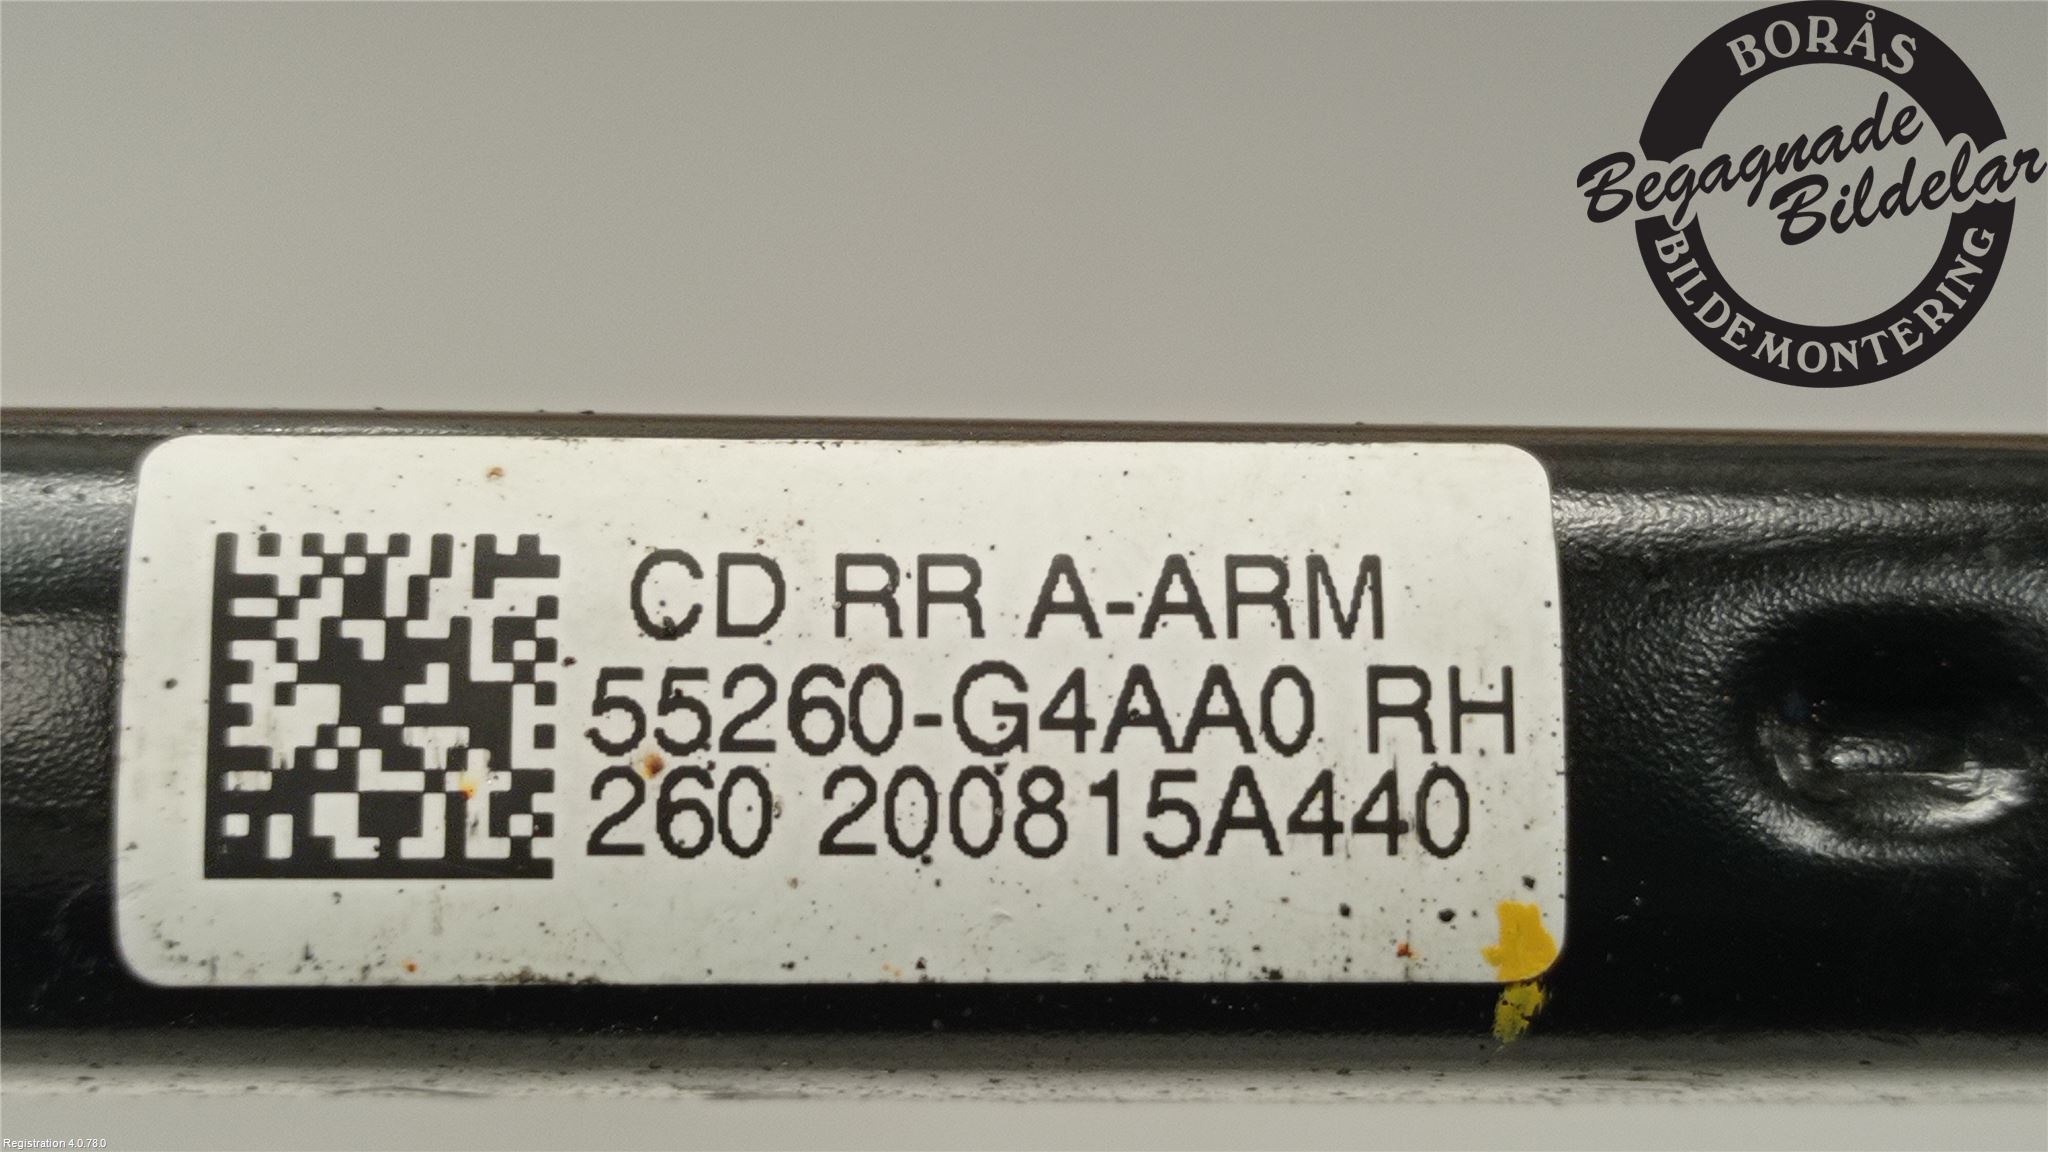 BORÅS
Begagnade
Bildelar
BILDEMONTERING
CD RR A-ARM
55260-G4AA0 RH
260 200815A440
Registration 4.0.78.0